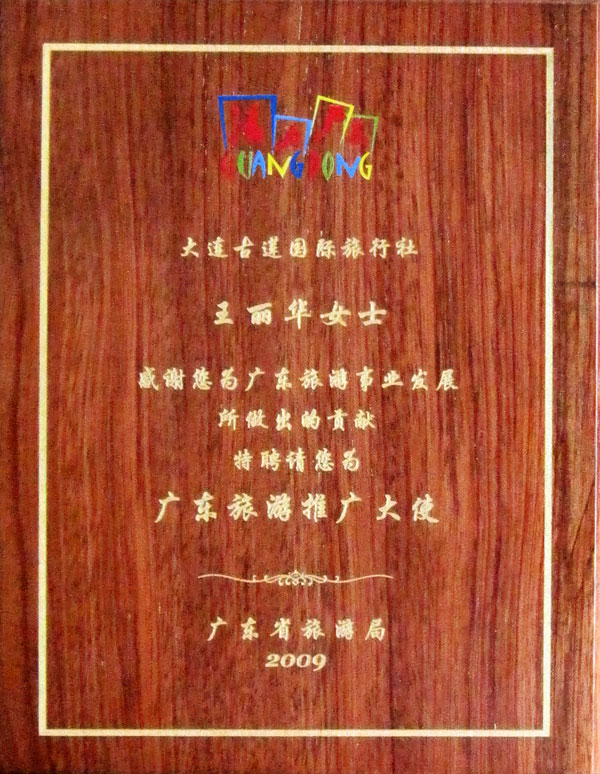 GUANGDONG
大连古莲国际旅行社
王丽华女士
感谢您为广东旅游事业发展
所做出的贡献
特聘请您为
广东旅游推广大使
广东省旅游局
2009